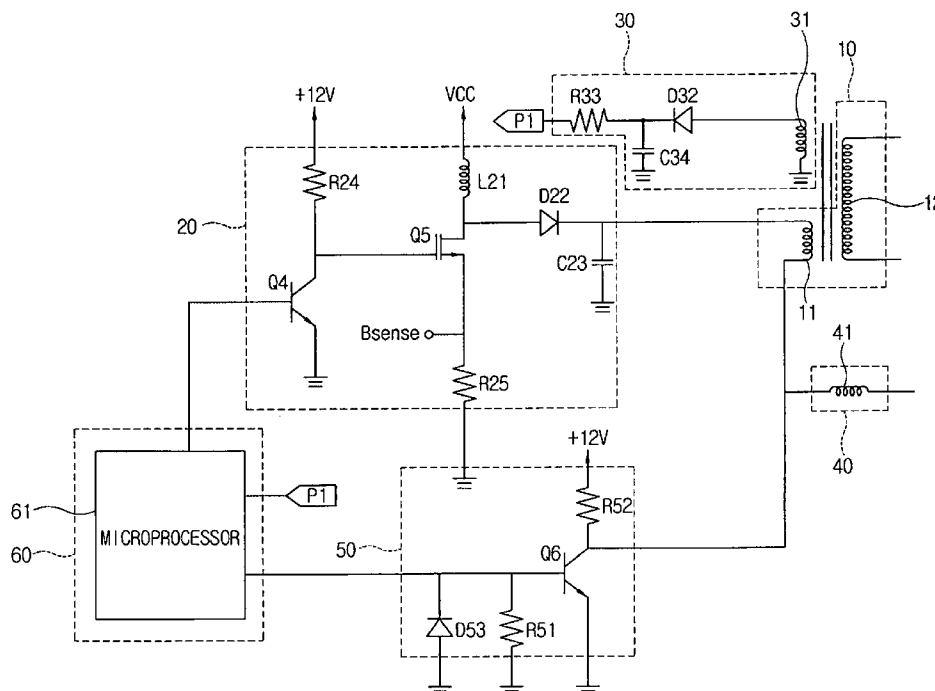 30
31
10
+12V
VCC
P1
R33
D32
C34
R24
L21
20
D22
Q5
C23
12
Q4
11
Bsense
41
R25
40
+12V
P1
R52
61
MICROPROCESSOR
50
60
Q6
D53
R51